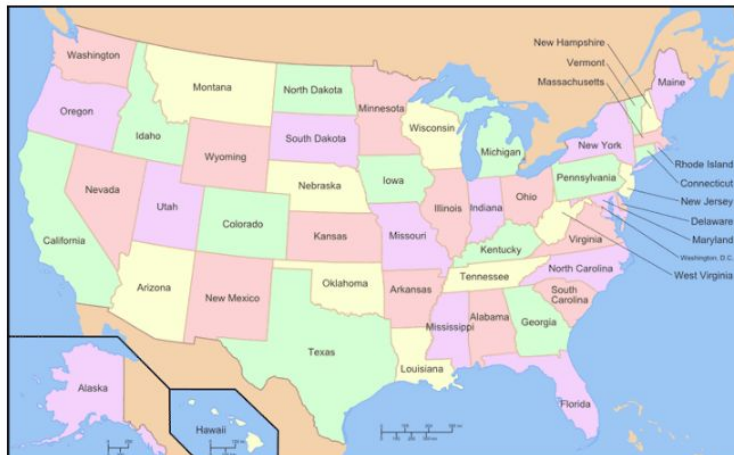 New Hampshire
Vermont
Massachusetts
Washington
Montana
North Dakota
Minnesota
Maine
Oregon
Idaho
Wisconsin
South Dakota
New York
Michigan
Wyoming
Rhode Island
Connecticut
Pennsylvania
Iowa
Nebraska
New Jersey
Nevada
Ohio
Utah
Illinois
Indiana
Delaware
Colorado
Maryland
California
Kansas
Missouri
Virginia
Washington, D.C.
Kentucky
West Virginia
North Carolina
Tennessee
Oklahoma
Arizona
New Mexico
Arkansas
South
Carolina
Mississippi
Alabama
Georgia
Texas
Louisiana
Alaska
Florida
Hawaii